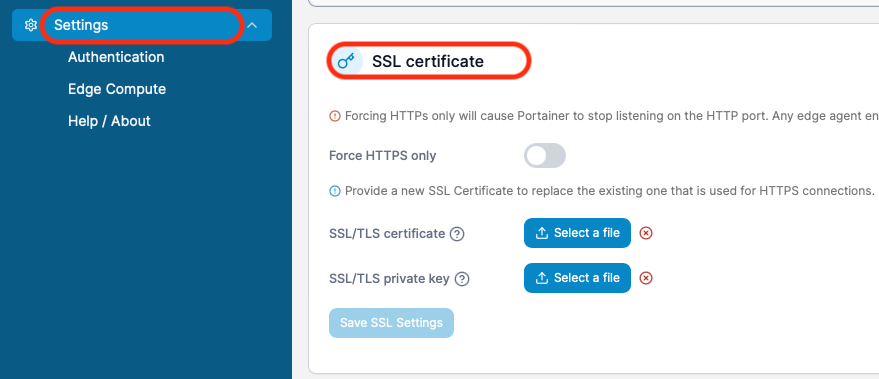 Settings
Authentication
Edge Compute
Help / About
SSL certificate
Forcing HTTPs only will cause Portainer to stop listening on the HTTP port. Any edge agent en
Force HTTPS only
Provide a new SSL Certificate to replace the existing one that is used for HTTPS connections.
SSL/TLS certificate
Select a file
SSL/TLS private key
Select a file
Save SSL Settings